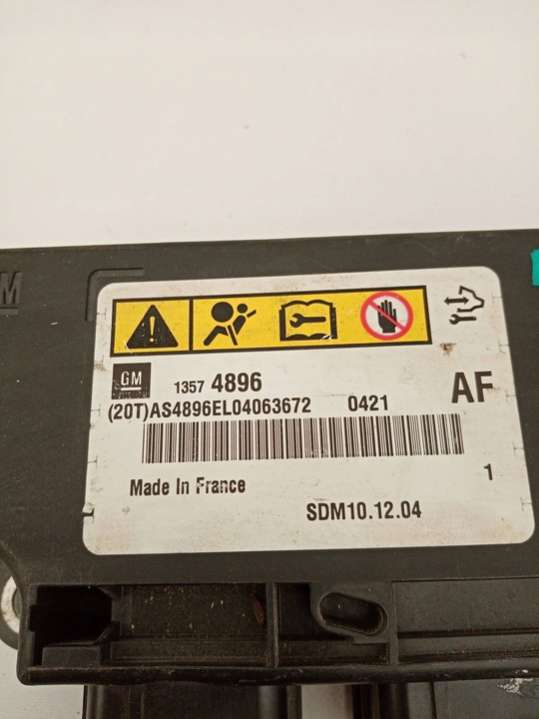 M
GM 1357 4896 AF
(20T)AS4896EL04063672 0421
Made In France 1
SDM10.12.04